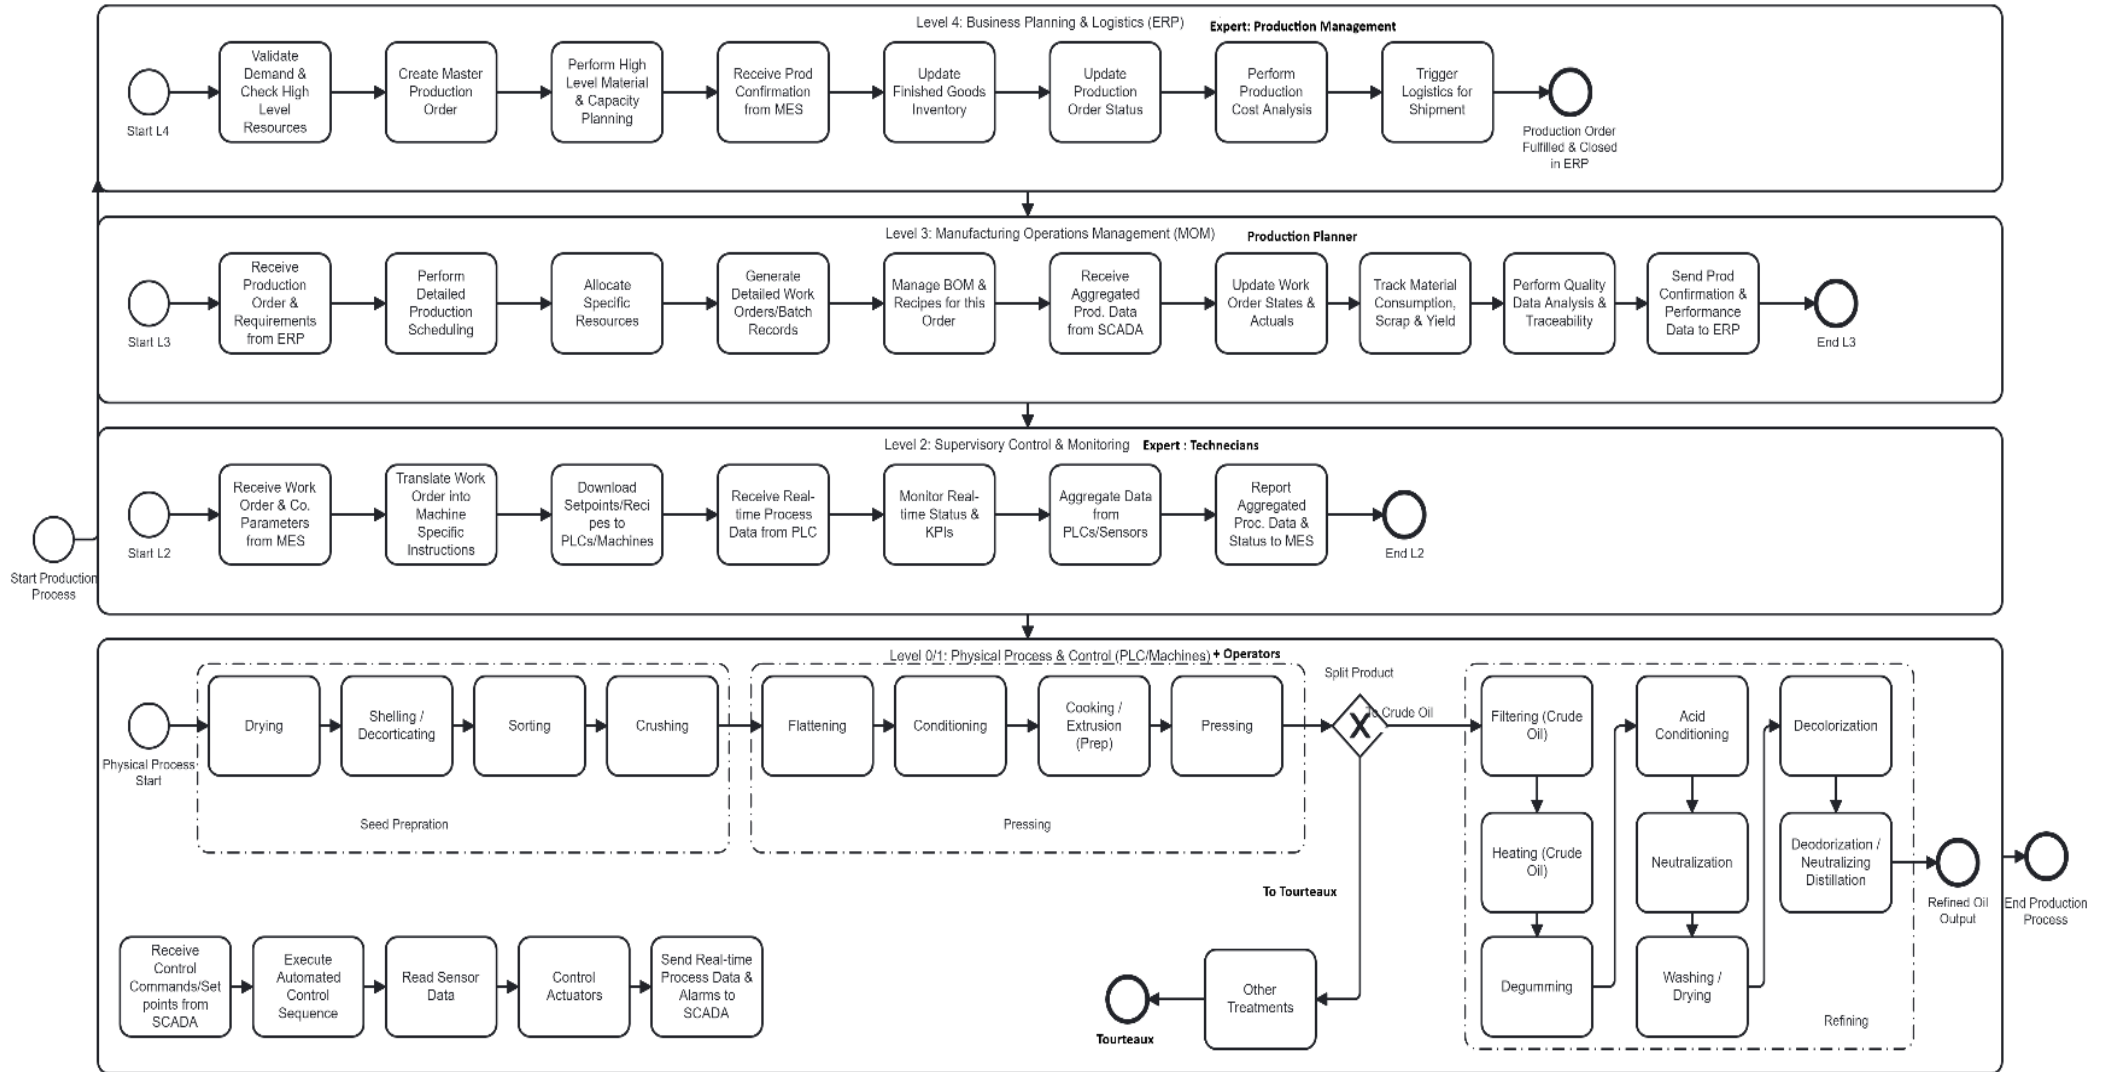 Level 4: Business Planning & Logistics (ERP)
Expert: Production Management
Start L4
Validate
Demand &
Check High
Level
Resources
Create Master
Production
Order
Perform High
Level Material
& Capacity
Planning
Receive Prod
Confirmation
from MES
Update
Finished Goods
Inventory
Update
Production
Order Status
Perform
Production
Cost Analysis
Trigger
Logistics for
Shipment
Production Order
Fulfilled & Closed
in ERP
Level 3: Manufacturing Operations Management (MOM)
Production Planner
Start L3
Receive
Production
Order &
Requirements
from ERP
Perform
Detailed
Production
Scheduling
Allocate
Specific
Resources
Generate
Detailed Work
Orders/Batch
Records
Manage BOM &
Recipes for this
Order
Receive
Aggregated
Prod. Data
from SCADA
Update Work
Order States &
Actuals
Track Material
Consumption,
Scrap & Yield
Perform Quality
Data Analysis &
Traceability
Send Prod
Confirmation &
Performance
Data to ERP
End L3
Level 2: Supervisory Control & Monitoring
Expert : Technecians
Start Production
Process
Start L2
Receive Work
Order & Co.
Parameters
from MES
Translate Work
Order into
Machine
Specific
Instructions
Download
Setpoints/Reci
pes to
PLCs/Machines
Receive Real-
time Process
Data from PLC
Monitor Real-
time Status &
KPIs
Aggregate Data
from
PLCs/Sensors
Report
Aggregated
Proc. Data &
Status to MES
End L2
Level 0/1: Physical Process & Control (PLC/Machines) + Operators
Physical Process
Start
Drying
Shelling /
Decorticating
Sorting
Crushing
Seed Prepration
Flattening
Conditioning
Cooking /
Extrusion
(Prep)
Pressing
Pressing
Split Product
X
To Crude Oil
To Tourteaux
Filtering (Crude
Oil)
Heating (Crude
Oil)
Degumming
Acid
Conditioning
Neutralization
Washing /
Drying
Decolorization
Deodorization /
Neutralizing
Distillation
Refining
Refined Oil
Output
End Production
Process
Receive
Control
Commands/Set
points from
SCADA
Execute
Automated
Control
Sequence
Read Sensor
Data
Control
Actuators
Send Real-time
Process Data &
Alarms to
SCADA
Tourteaux
Other
Treatments